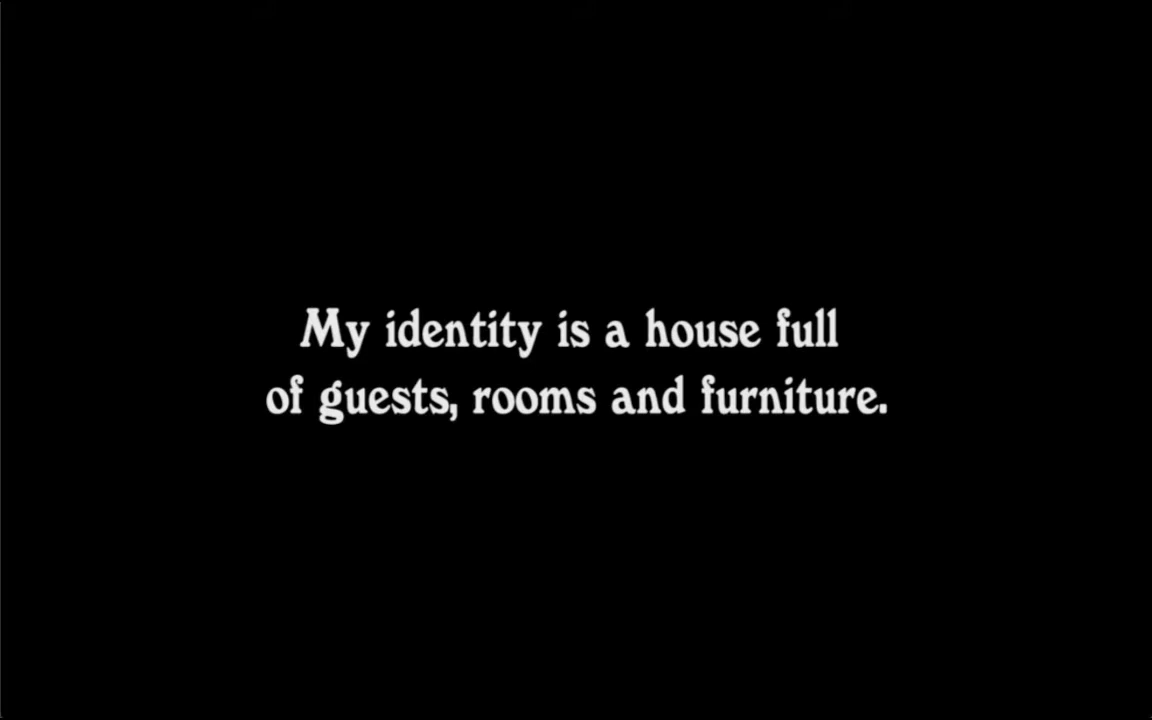 My identity is a house full
of guests, rooms and furniture.